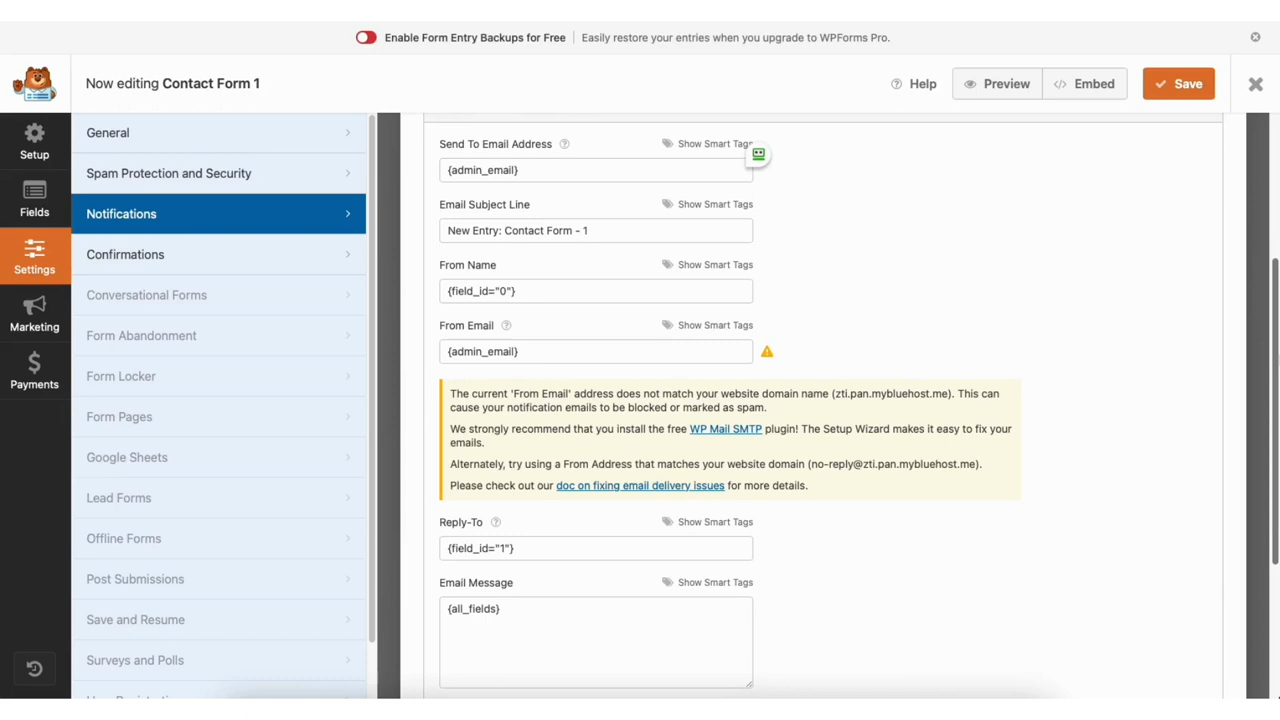 Enable Form Entry Backups for Free | Easily restore your entries when you upgrade to WPForms Pro.
Now editing Contact Form 1
Help
Preview
Embed
Save
Setup
Fields
Settings
Marketing
Payments
General
Spam Protection and Security
Notifications
Confirmations
Conversational Forms
Form Abandonment
Form Locker
Form Pages
Google Sheets
Lead Forms
Offline Forms
Post Submissions
Save and Resume
Surveys and Polls
Send To Email Address
Show Smart Tags
{admin_email}
Email Subject Line
Show Smart Tags
New Entry: Contact Form - 1
From Name
Show Smart Tags
{field_id="0"}
From Email
Show Smart Tags
{admin_email}
The current 'From Email' address does not match your website domain name (zti.pan.mybluehost.me). This can
cause your notification emails to be blocked or marked as spam.
We strongly recommend that you install the free WP Mail SMTP plugin! The Setup Wizard makes it easy to fix your
emails.
Alternately, try using a From Address that matches your website domain (no-reply@zti.pan.mybluehost.me).
Please check out our doc on fixing email delivery issues for more details.
Reply-To
Show Smart Tags
{field_id="1"}
Email Message
Show Smart Tags
{all_fields}